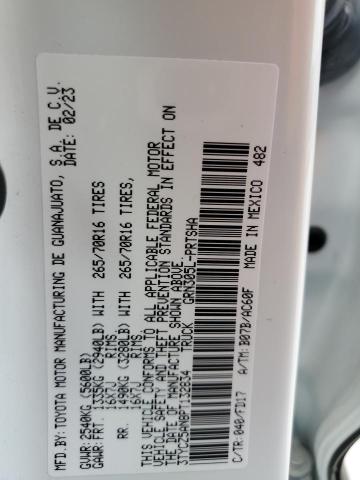 MFD.BY:TOYOTA MOTOR MANUFACTURING DE GUANAJUATO, S.A. DE C.V.
DATE: 02/23
GVWR:2540KG(5600LB)
GAWR:FRT. 1335KG(2940LB)WITH 265/70R16 TIRES
16X7J RIMS
RR. 1490KG(3280LB)WITH 265/70R16 TIRES,
16X7J RIMS
THIS VEHICLE CONFORMS TO ALL APPLICABLE FEDERAL MOTOR
VEHICLE SAFETY AND THEFT PREVENTION STANDARDS IN EFFECT ON
THE DATE OF MANUFACTURE SHOWN ABOVE.
3TYCZ5AN8PT132834 TRUCK GRN305L-PRTSHA
C/TR:040/FD17 A/TM:B07B/AC60F MADE IN MEXICO 482